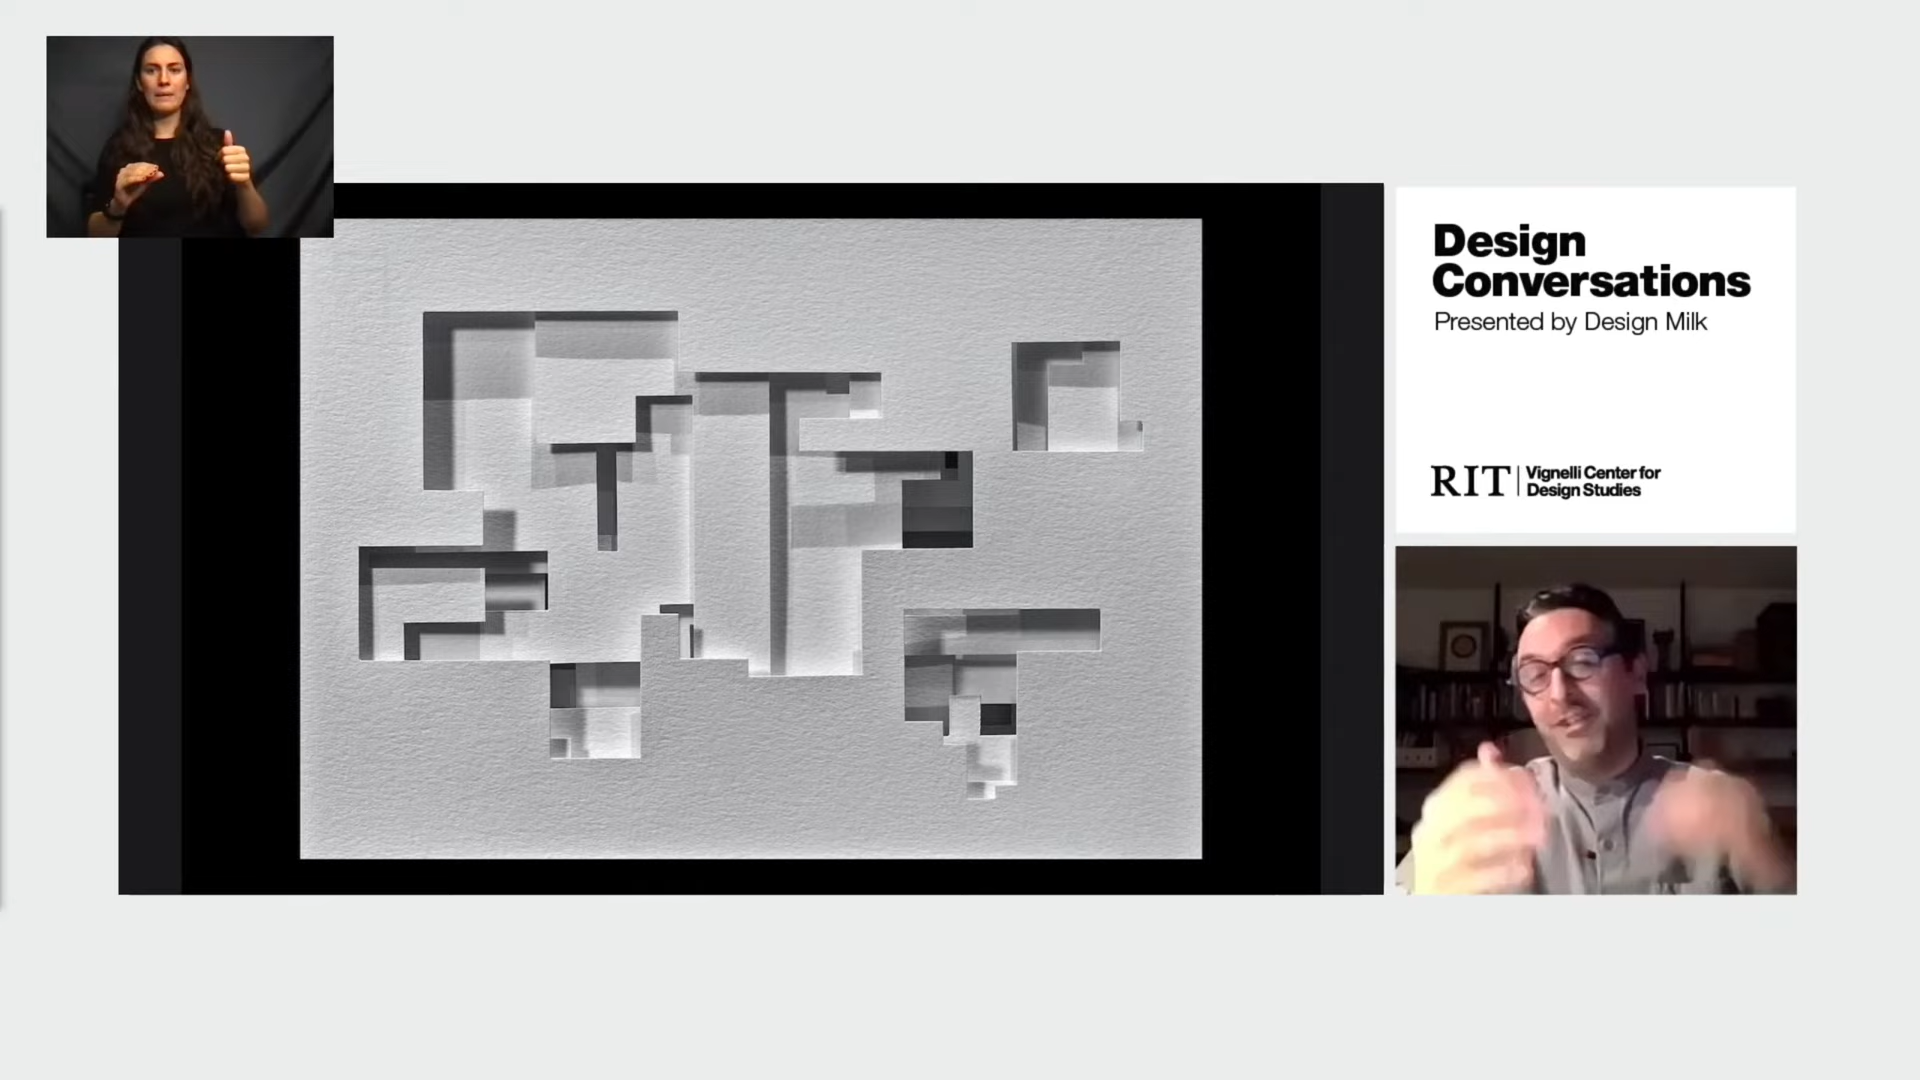 Design
Conversations
Presented by Design Milk
RIT Vignelli Center for
Design Studies